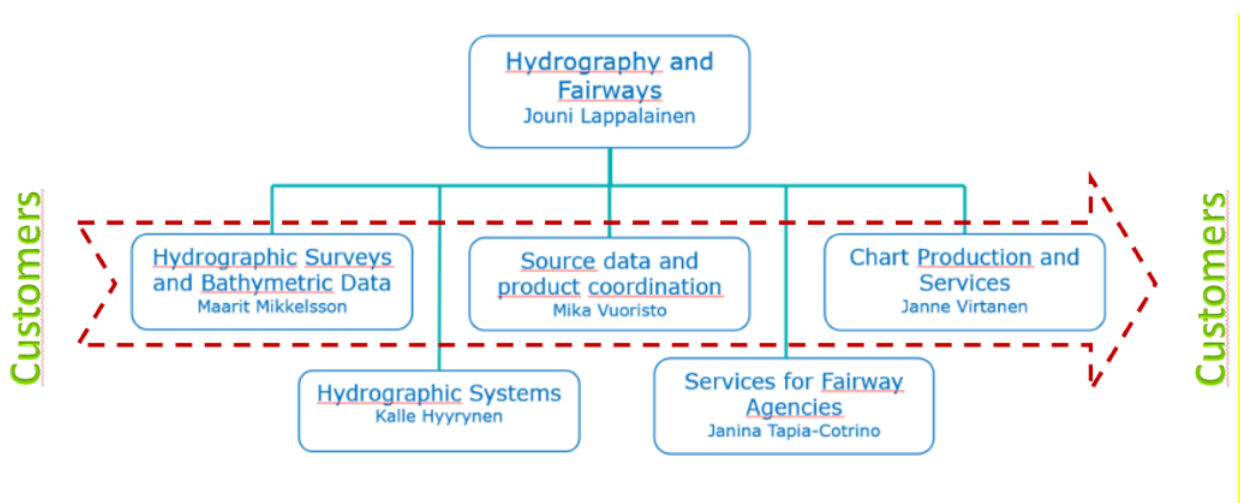 Hydrography and
Fairways
Jouni Lappalainen
Customers
Hydrographic Surveys
and Bathymetric Data
Maarit Mikkelsson
Source data and
product coordination
Mika Vuoristo
Chart Production and
Services
Janne Virtanen
Customers
Hydrographic Systems
Kalle Hyyrynen
Services for Fairway
Agencies
Janina Tapia-Cotrino